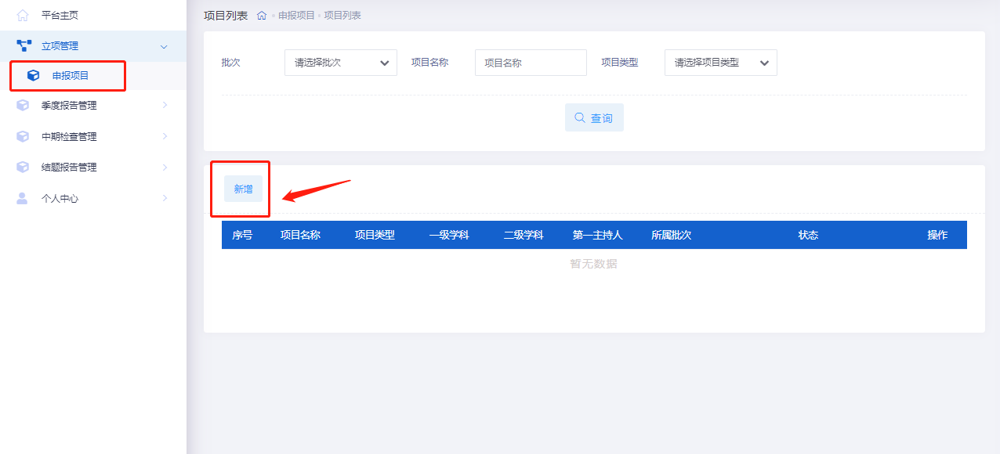 平台主页
立项管理
申报项目
季度报告管理
中期检查管理
结题报告管理
个人中心
项目列表 申报项目 项目列表
批次 请选择批次 项目名称 项目名称 项目类型 请选择项目类型
查询
新增
序号 项目名称 项目类型 一级学科 二级学科 第一主持人 所属批次 状态 操作
暂无数据